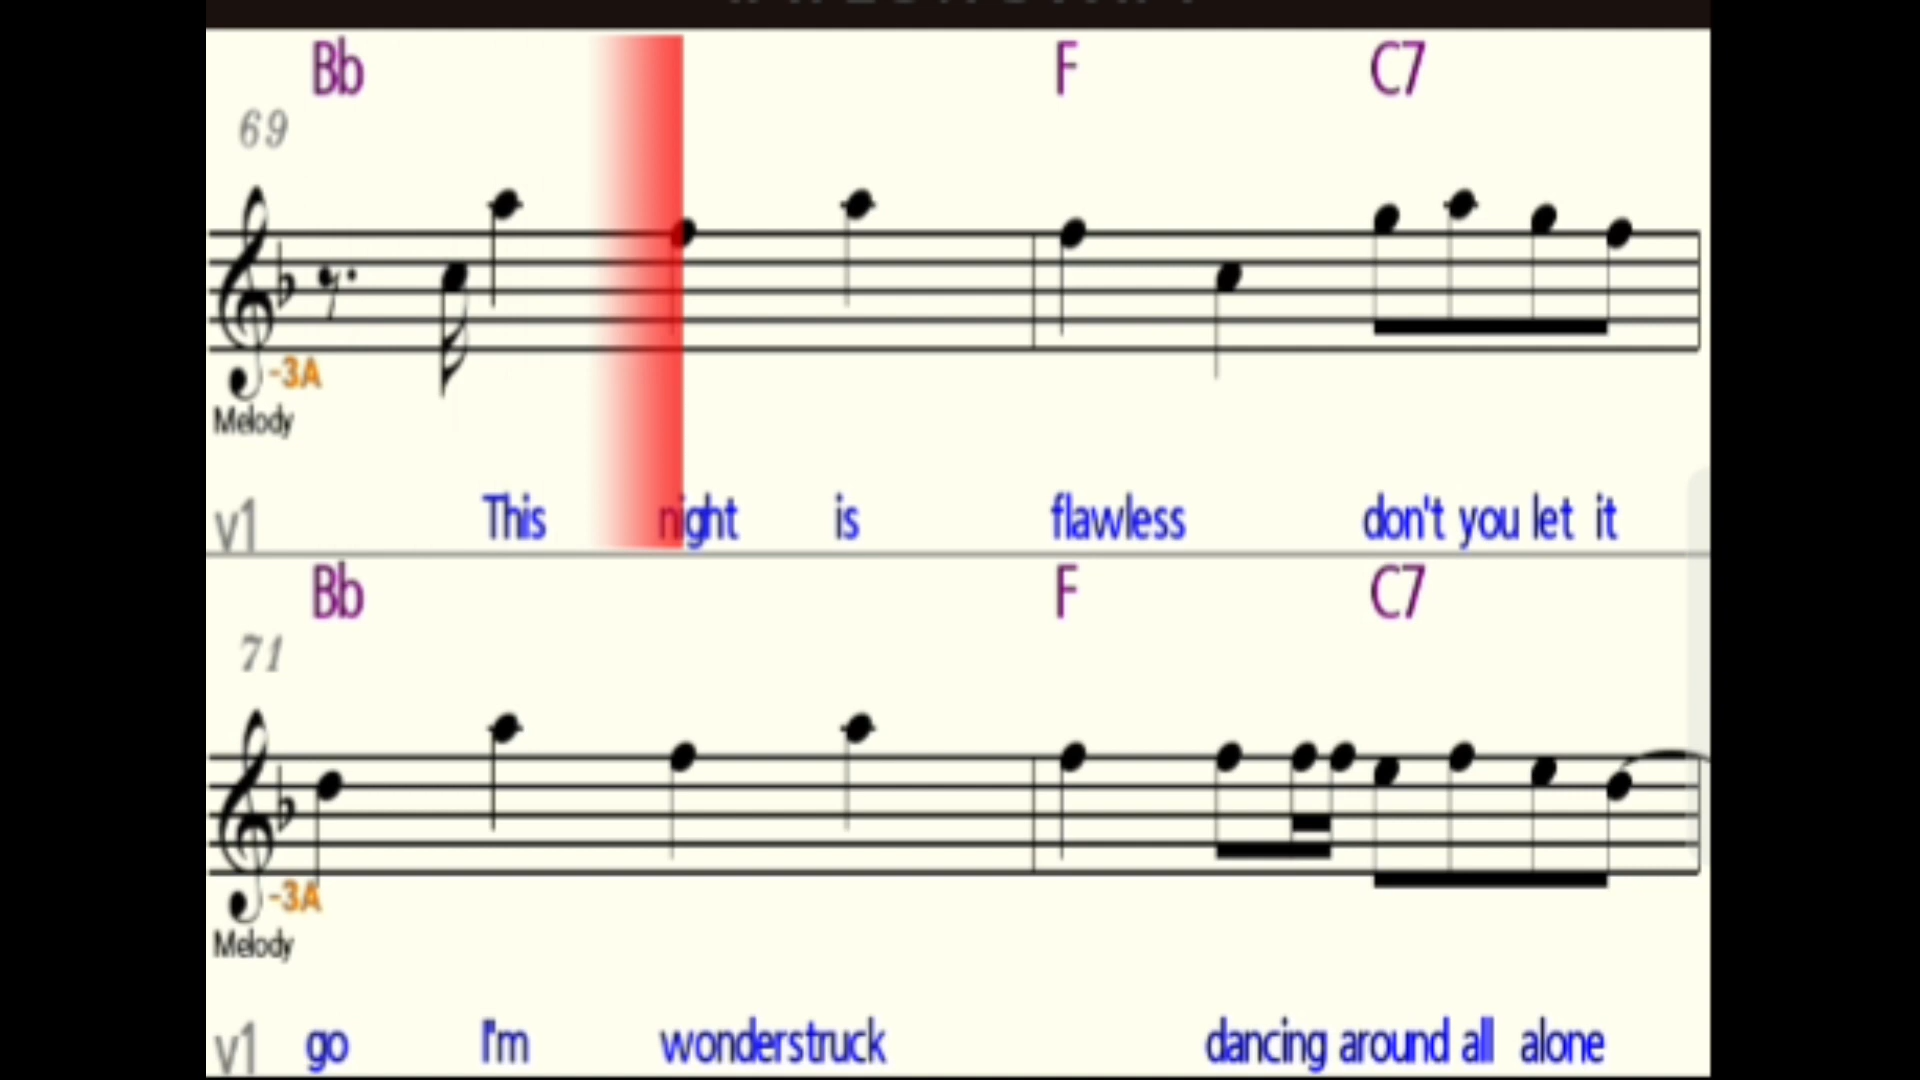 Bb F C7
69
-3A
Melody
v1 This night is flawless don't you let it
Bb F C7
71
-3A
Melody
v1 go I'm wonderstruck dancing around all alone